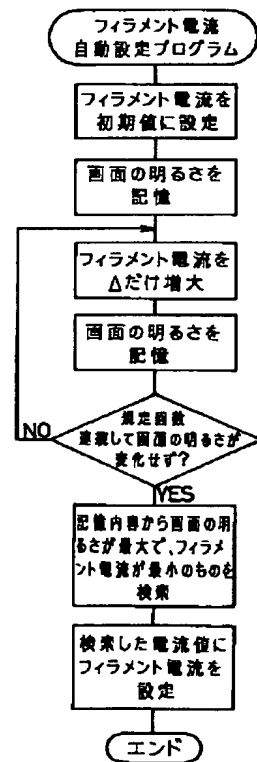 フィラメント電流
自動設定プログラム
フィラメント電流を
初期値に設定
画面の明るさを
記憶
フィラメント電流を
Δだけ増大
画面の明るさを
記憶
規定回数
連続して画面の明るさが
変化せず?
NO
YES
記憶内容から画面の明
るさが最大で、フィラメ
ント電流が最小のものを
検索
検索した電流値に
フィラメント電流を
設定
エンド